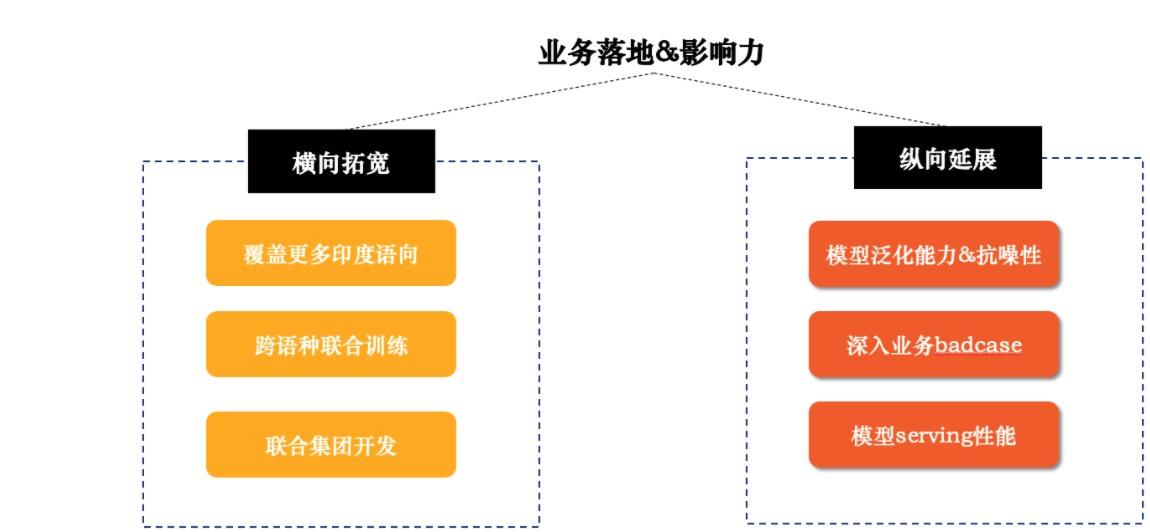 业务落地&影响力
横向拓宽
覆盖更多印度语向
跨语种联合训练
联合集团开发
纵向延展
模型泛化能力&抗噪性
深入业务badcase
模型serving性能